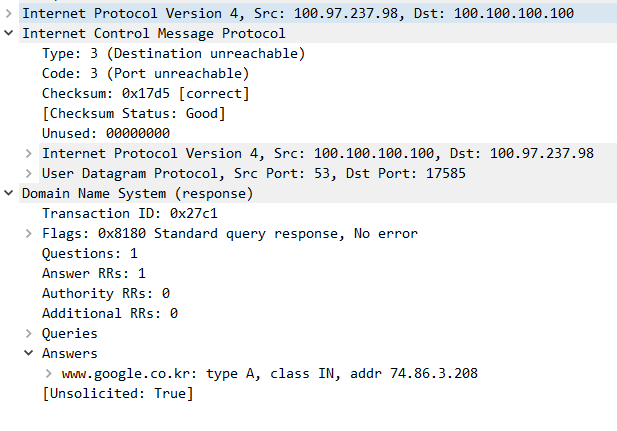 Internet Protocol Version 4, Src: 100.97.237.98, Dst: 100.100.100.100
Internet Control Message Protocol
Type: 3 (Destination unreachable)
Code: 3 (Port unreachable)
Checksum: 0x17d5 [correct]
[Checksum Status: Good]
Unused: 00000000
Internet Protocol Version 4, Src: 100.100.100.100, Dst: 100.97.237.98
User Datagram Protocol, Src Port: 53, Dst Port: 17585
Domain Name System (response)
Transaction ID: 0x27c1
Flags: 0x8180 Standard query response, No error
Questions: 1
Answer RRs: 1
Authority RRs: 0
Additional RRs: 0
Queries
Answers
www.google.co.kr: type A, class IN, addr 74.86.3.208
[Unsolicited: True]